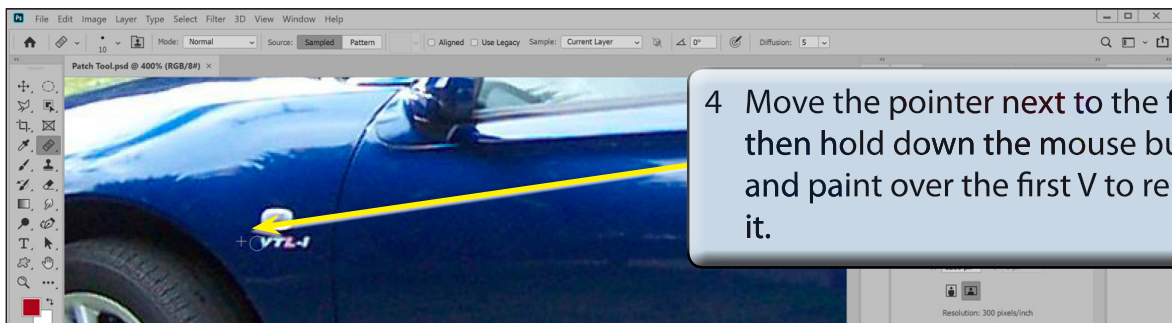 Ps File Edit Image Layer Type Select Filter 3D View Window Help
10 Mode: Normal Source: Sampled Pattern Aligned Use Legacy Sample: Current Layer 0° Diffusion: 5
Patch Tool.psd @ 400% (RGB/8#) ×
4 Move the pointer next to the
then hold down the mouse
and paint over the first V to
it.
VTL-I
Resolution: 300 pixels/inch